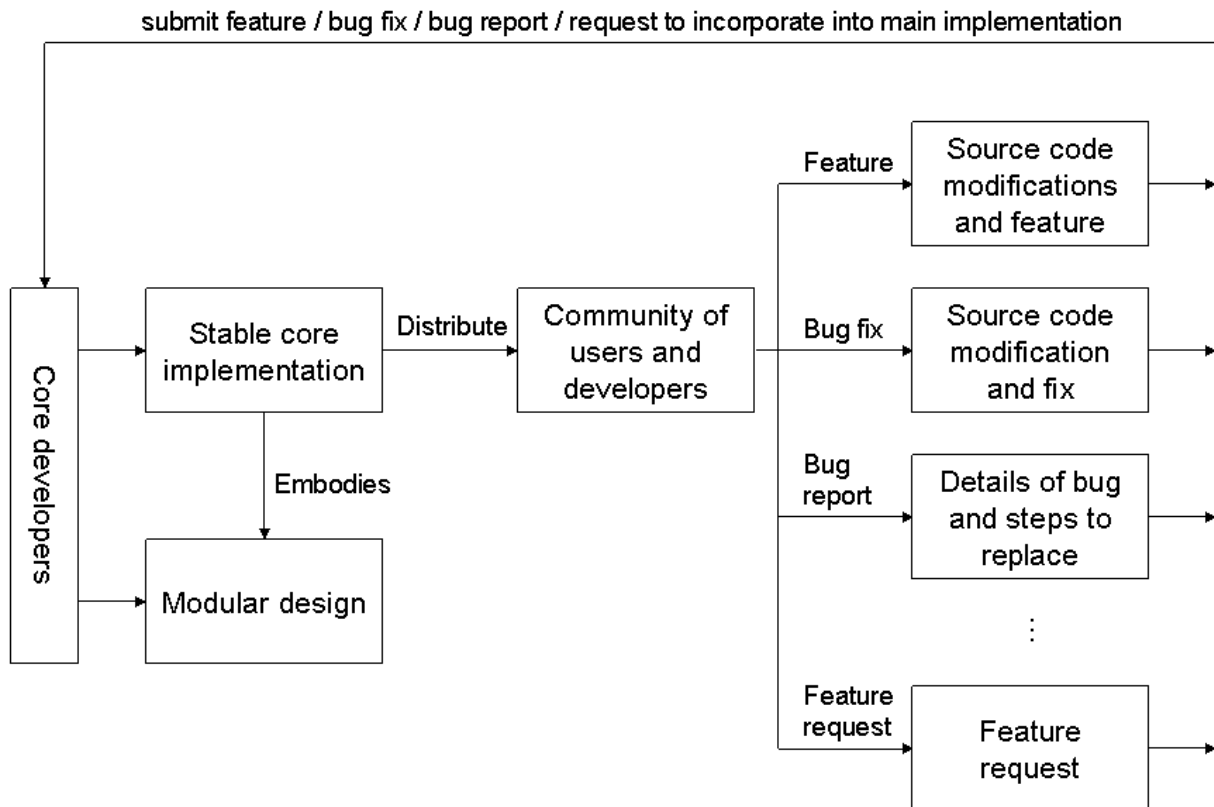 submit feature / bug fix / bug report / request to incorporate into main implementation
Core developers
Stable core
implementation
Embodies
Modular design
Distribute
Community of
users and
developers
Feature
Source code
modifications
and feature
Bug fix
Source code
modification
and fix
Bug
report
Details of bug
and steps to
replace
⋮
Feature
request
Feature
request